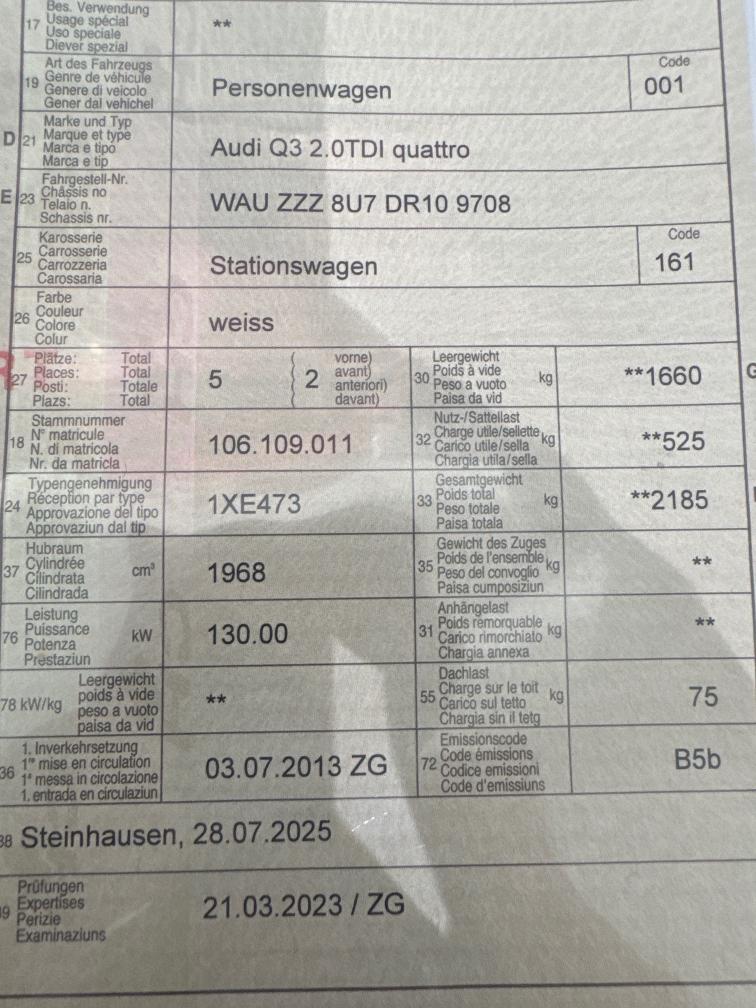 Bes. Verwendung
17 Usage spécial **
Uso speciale
Diever spezial
Art des Fahrzeugs Code
19 Genre de véhicule Personenwagen 001
Genere di veicolo
Gener dal vehichel
Marke und Typ
D 21 Marque et type Audi Q3 2.0TDI quattro
Marca e tipo
Marca e tip
Fahrgestell-Nr.
E 23 Châssis no WAU ZZZ 8U7 DR10 9708
Telaio n.
Schassis nr.
Karosserie Code
25 Carrosserie Stationswagen 161
Carrozzeria
Carossaria
Farbe
26 Couleur weiss
Colore
Colur
Plätze: Total vorne) Leergewicht
27 Places: Total 5 ( 2 avant) 30 Poids à vide kg **1660
Posti: Totale anteriori) Peso a vuoto
Plazs: Total davant) Paisa da vid
Stammnummer Nutz-/Sattellast
18 N° matricule 106.109.011 32 Charge utile/sellette kg **525
N. di matricola Carico utile/sella
Nr. da matricla Chargia utila/sella
Typengenehmigung Gesamtgewicht
24 Réception par type 1XE473 33 Poids total kg **2185
Approvazione del tipo Peso totale
Approvaziun dal tip Paisa totala
Hubraum Gewicht des Zuges
37 Cylindrée cm³ 1968 35 Poids de l'ensemble kg **
Cilindrata Peso del convoglio
Cilindrada Paisa cumposiziun
Leistung Anhängelast
76 Puissance kW 130.00 31 Poids remorquable kg **
Potenza Carico rimorchiato
Prestaziun Chargia annexa
Leergewicht Dachlast
78 kW/kg poids à vide ** 55 Charge sur le toit kg 75
peso a vuoto Carico sul tetto
paisa da vid Chargia sin il tetg
1. Inverkehrsetzung Emissionscode
36 1re mise en circulation 03.07.2013 ZG 72 Code émissions B5b
1a messa in circolazione Codice emissioni
1. entrada en circulaziun Code d'emissiuns
38 Steinhausen, 28.07.2025
Prüfungen
39 Expertises 21.03.2023 / ZG
Perizie
Examinaziuns